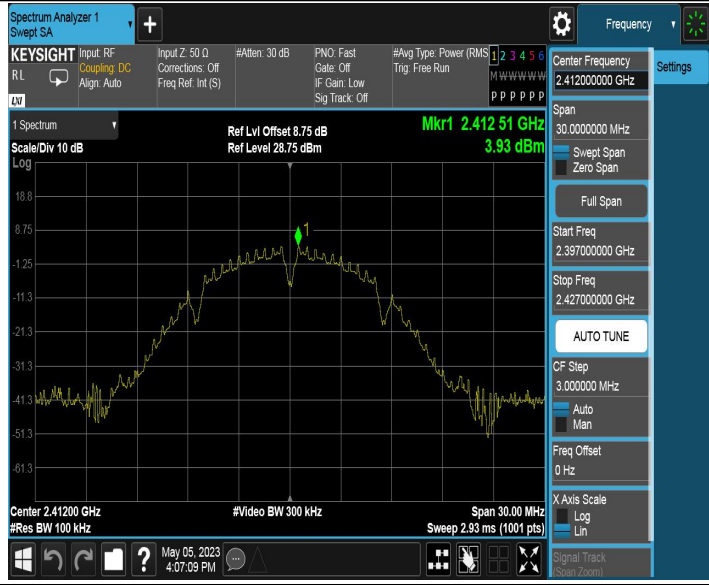 Spectrum Analyzer 1
Swept SA
Frequency
KEYSIGHT
RL
LXI
Input: RF
Coupling: DC
Align: Auto
Input Z: 50 Ω
Corrections: Off
Freq Ref: Int (S)
#Atten: 30 dB
PNO: Fast
Gate: Off
IF Gain: Low
Sig Track: Off
#Avg Type: Power (RMS
Trig: Free Run
1 2 3 4 5 6
M W W W W W
P P P P P P
1 Spectrum
Scale/Div 10 dB
Log
Ref Lvl Offset 8.75 dB
Ref Level 28.75 dBm
Mkr1 2.412 51 GHz
3.93 dBm
18.8
8.75
-1.25
-11.3
-21.3
-31.3
-41.3
-51.3
-61.3
1
Center 2.41200 GHz
#Res BW 100 kHz
#Video BW 300 kHz
Span 30.00 MHz
Sweep 2.93 ms (1001 pts)
Center Frequency
2.412000000 GHz
Settings
Span
30.0000000 MHz
Swept Span
Zero Span
Full Span
Start Freq
2.397000000 GHz
Stop Freq
2.427000000 GHz
AUTO TUNE
CF Step
3.000000 MHz
Auto
Man
Freq Offset
0 Hz
X Axis Scale
Log
Lin
Signal Track
(Span Zoom)
?
May 05, 2023
4:07:09 PM